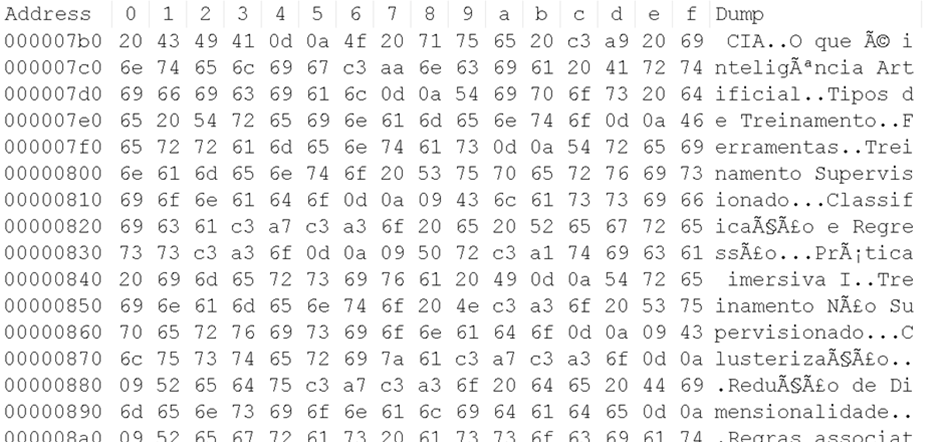 Address 0 1 2 3 4 5 6 7 8 9 a b c d e f Dump
000007b0 20 43 49 41 0d 0a 4f 20 71 75 65 20 c3 a9 20 69 CIA..O que Ã© i
000007c0 6e 74 65 6c 69 67 c3 aa 6e 63 69 61 20 41 72 74 nteligÃªncia Art
000007d0 69 66 69 63 69 61 6c 0d 0a 54 69 70 6f 73 20 64 ificial..Tipos d
000007e0 65 20 54 72 65 69 6e 61 6d 65 6e 74 6f 0d 0a 46 e Treinamento..F
000007f0 65 72 72 61 6d 65 6e 74 61 73 0d 0a 54 72 65 69 erramentas..Trei
00000800 6e 61 6d 65 6e 74 6f 20 53 75 70 65 72 76 69 73 namento Supervis
00000810 69 6f 6e 61 64 6f 0d 0a 09 43 6c 61 73 73 69 66 ionado...Classif
00000820 69 63 61 c3 a7 c3 a3 6f 20 65 20 52 65 67 72 65 icaÃ§Ã£o e Regre
00000830 73 73 c3 a3 6f 0d 0a 09 50 72 c3 a1 74 69 63 61 ssÃ£o...PrÃ¡tica
00000840 20 69 6d 65 72 73 69 76 61 20 49 0d 0a 54 72 65 imersiva I..Tre
00000850 69 6e 61 6d 65 6e 74 6f 20 4e c3 a3 6f 20 53 75 inamento NÃ£o Su
00000860 70 65 72 76 69 73 69 6f 6e 61 64 6f 0d 0a 09 43 pervisionado...C
00000870 6c 75 73 74 65 72 69 7a 61 c3 a7 c3 a3 6f 0d 0a lusterizaÃ§Ã£o..
00000880 09 52 65 64 75 c3 a7 c3 a3 6f 20 64 65 20 44 69 .ReduÃ§Ã£o de Di
00000890 6d 65 6e 73 69 6f 6e 61 6c 69 64 61 64 65 0d 0a mensionalidade..
000008a0 09 52 65 67 72 61 73 20 61 73 73 6f 63 69 61 74 .Regras associat